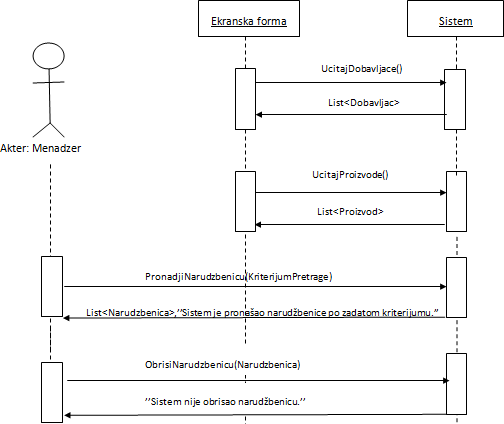 Ekranska forma
Sistem
UcitajDobavljace()
List<Dobavljac>
Akter: Menadzer
UcitajProizvode()
List<Proizvod>
PronadjiNarudzbenicu(KriterijumPretrage)
List<Narudzbenica>,”Sistem je pronašao narudžbenice po zadatom kriterijumu.”
ObrisiNarudzbenicu(Narudzbenica)
”Sistem nije obrisao narudžbenicu.”